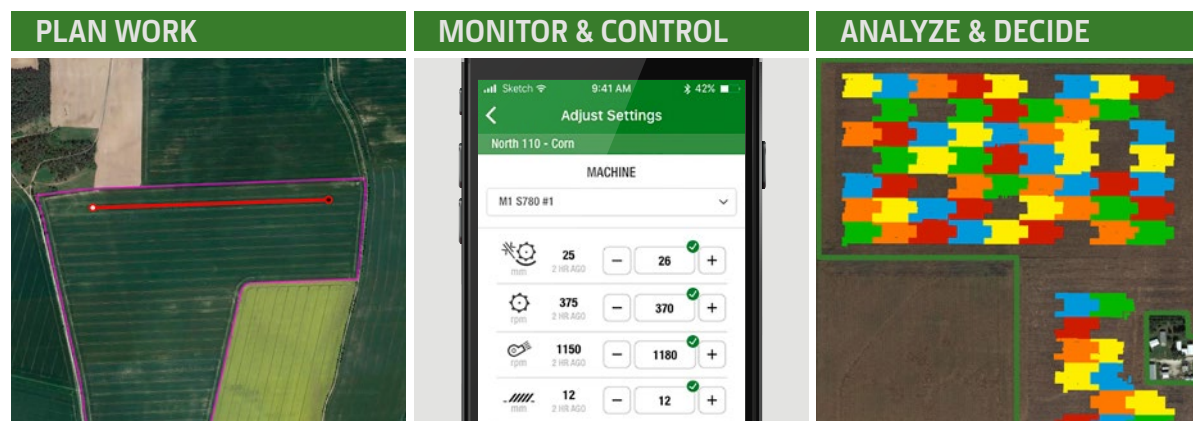 PLAN WORK
MONITOR & CONTROL
ANALYZE & DECIDE
Sketch 9:41 AM 42%
Adjust Settings
North 110 - Corn
MACHINE
M1 S780 #1
mm 25 2 HR AGO − 26 +
rpm 375 2 HR AGO − 370 +
rpm 1150 2 HR AGO − 1180 +
mm 12 2 HR AGO − 12 +